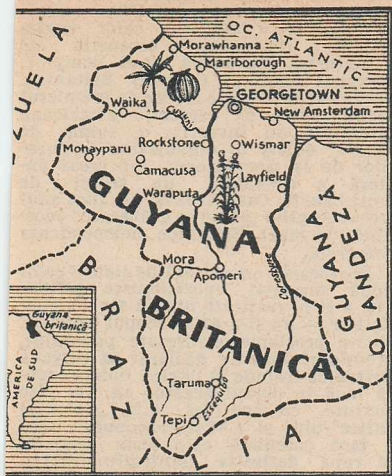 OC. ATLANTIC
ZUELA
Morawhanna
Mariborough
GEORGETOWN
New Amsterdam
Waika
Cuyuni
Rockstone
Wismar
Mohayparu
Camacusa
Layfield
Waraputa
GUYANA
GUYANA
OLANDEZĂ
Mora
Apomeri
Corentyne
BRITANICĂ
BRAZILIA
Guyana
britanică
AMERICA
DE SUD
Taruma
Essequibo
Tepi